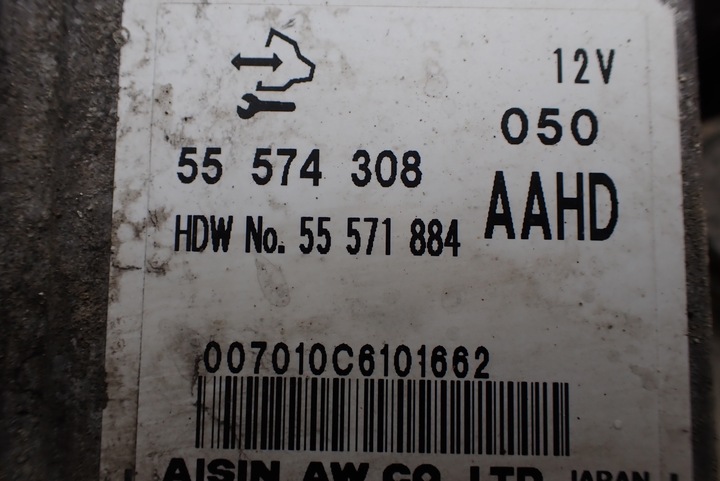 12V
050
55 574 308
AAHD
HDW No. 55 571 884
007010C6101662
AISIN AW CO., LTD. JAPAN